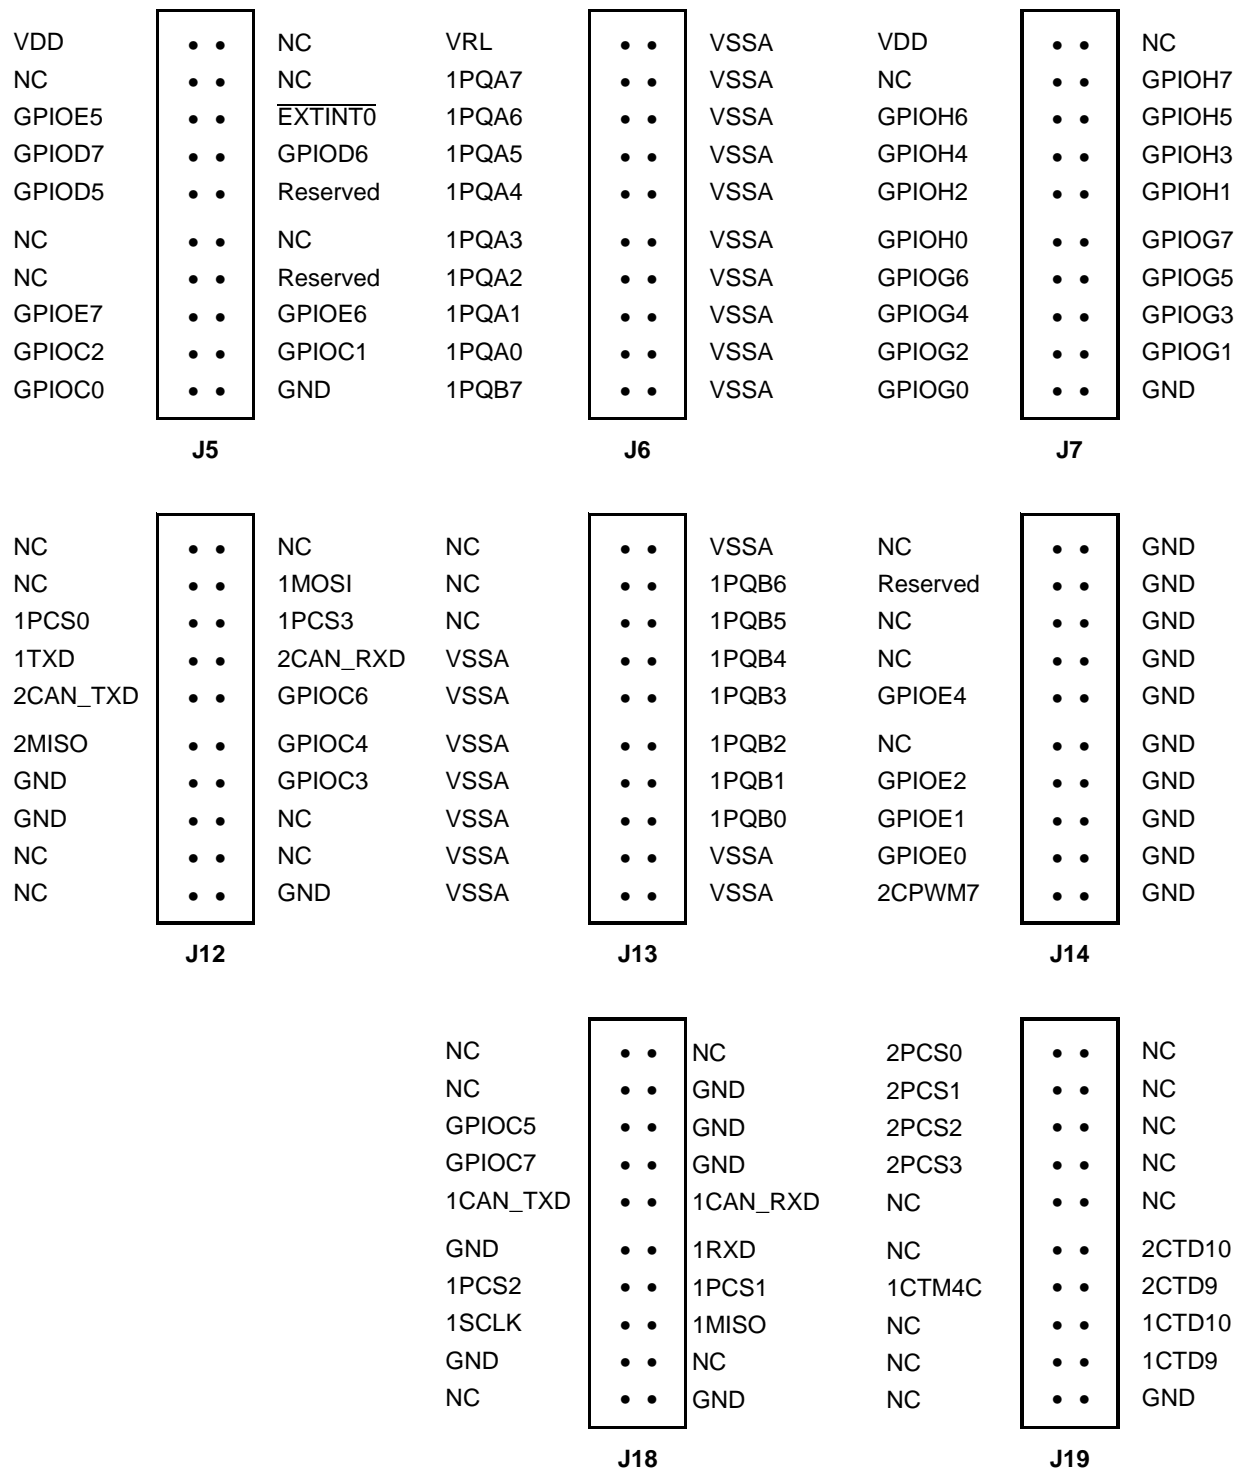 VDD NC VRL VSSA VDD NC
NC NC 1PQA7 VSSA NC GPIOH7
GPIOE5 EXTINT0 1PQA6 VSSA GPIOH6 GPIOH5
GPIOD7 GPIOD6 1PQA5 VSSA GPIOH4 GPIOH3
GPIOD5 Reserved 1PQA4 VSSA GPIOH2 GPIOH1
NC NC 1PQA3 VSSA GPIOH0 GPIOG7
NC Reserved 1PQA2 VSSA GPIOG6 GPIOG5
GPIOE7 GPIOE6 1PQA1 VSSA GPIOG4 GPIOG3
GPIOC2 GPIOC1 1PQA0 VSSA GPIOG2 GPIOG1
GPIOC0 GND 1PQB7 VSSA GPIOG0 GND
J5 J6 J7
NC NC NC VSSA NC GND
NC 1MOSI NC 1PQB6 Reserved GND
1PCS0 1PCS3 NC 1PQB5 NC GND
1TXD 2CAN_RXD VSSA 1PQB4 NC GND
2CAN_TXD GPIOC6 VSSA 1PQB3 GPIOE4 GND
2MISO GPIOC4 VSSA 1PQB2 NC GND
GND GPIOC3 VSSA 1PQB1 GPIOE2 GND
GND NC VSSA 1PQB0 GPIOE1 GND
NC NC VSSA VSSA GPIOE0 GND
NC GND VSSA VSSA 2CPWM7 GND
J12 J13 J14
NC NC 2PCS0 NC
NC GND 2PCS1 NC
GPIOC5 GND 2PCS2 NC
GPIOC7 GND 2PCS3 NC
1CAN_TXD 1CAN_RXD NC NC
GND 1RXD NC 2CTD10
1PCS2 1PCS1 1CTM4C 2CTD9
1SCLK 1MISO NC 1CTD10
GND NC NC 1CTD9
NC GND NC GND
J18 J19